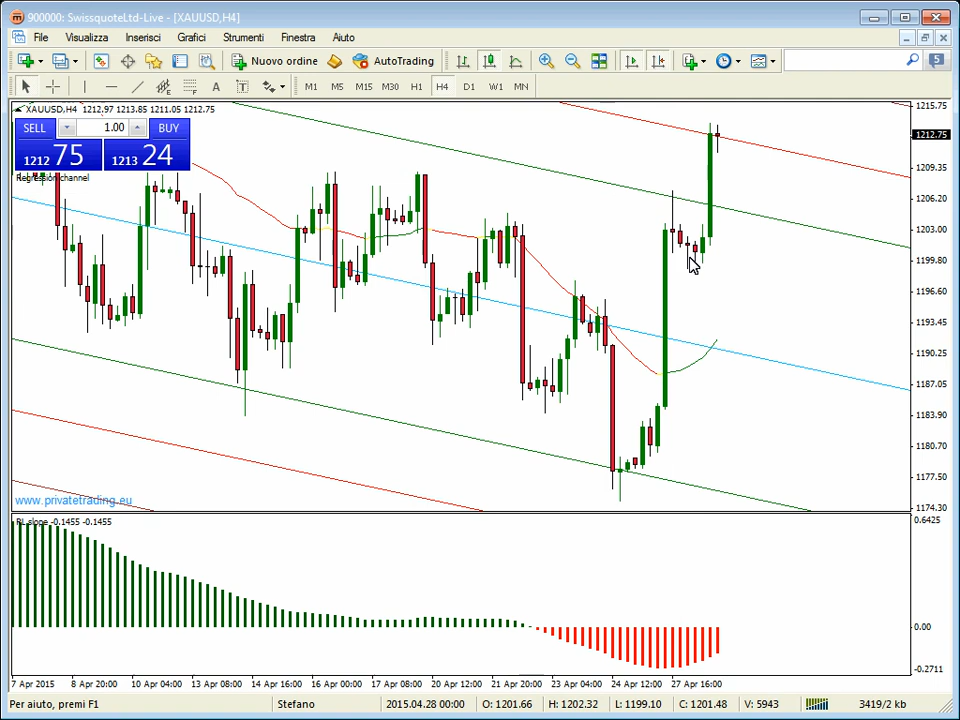 900000: SwissquoteLtd-Live - [XAUUSD,H4]
File Visualizza Inserisci Grafici Strumenti Finestra Aiuto
Nuovo ordine AutoTrading 5
A T M1 M5 M15 M30 H1 H4 D1 W1 MN
XAUUSD,H4 1212.97 1213.85 1211.05 1212.75
SELL 1.00 BUY
1212 75 1213 24
Regression channel
1215.75
1212.75
1209.35
1206.20
1203.00
1199.80
1196.60
1193.45
1190.25
1187.05
1183.90
1180.70
1177.50
1174.30
www.privatetrading.eu
RL slope -0.1455 -0.1455
0.6425
0.00
-0.2711
7 Apr 2015 8 Apr 20:00 10 Apr 04:00 13 Apr 08:00 14 Apr 16:00 16 Apr 00:00 17 Apr 08:00 20 Apr 12:00 21 Apr 20:00 23 Apr 04:00 24 Apr 12:00 27 Apr 16:00
Per aiuto, premi F1 Stefano 2015.04.28 00:00 O: 1201.66 H: 1202.32 L: 1199.10 C: 1201.48 V: 5943 3419/2 kb